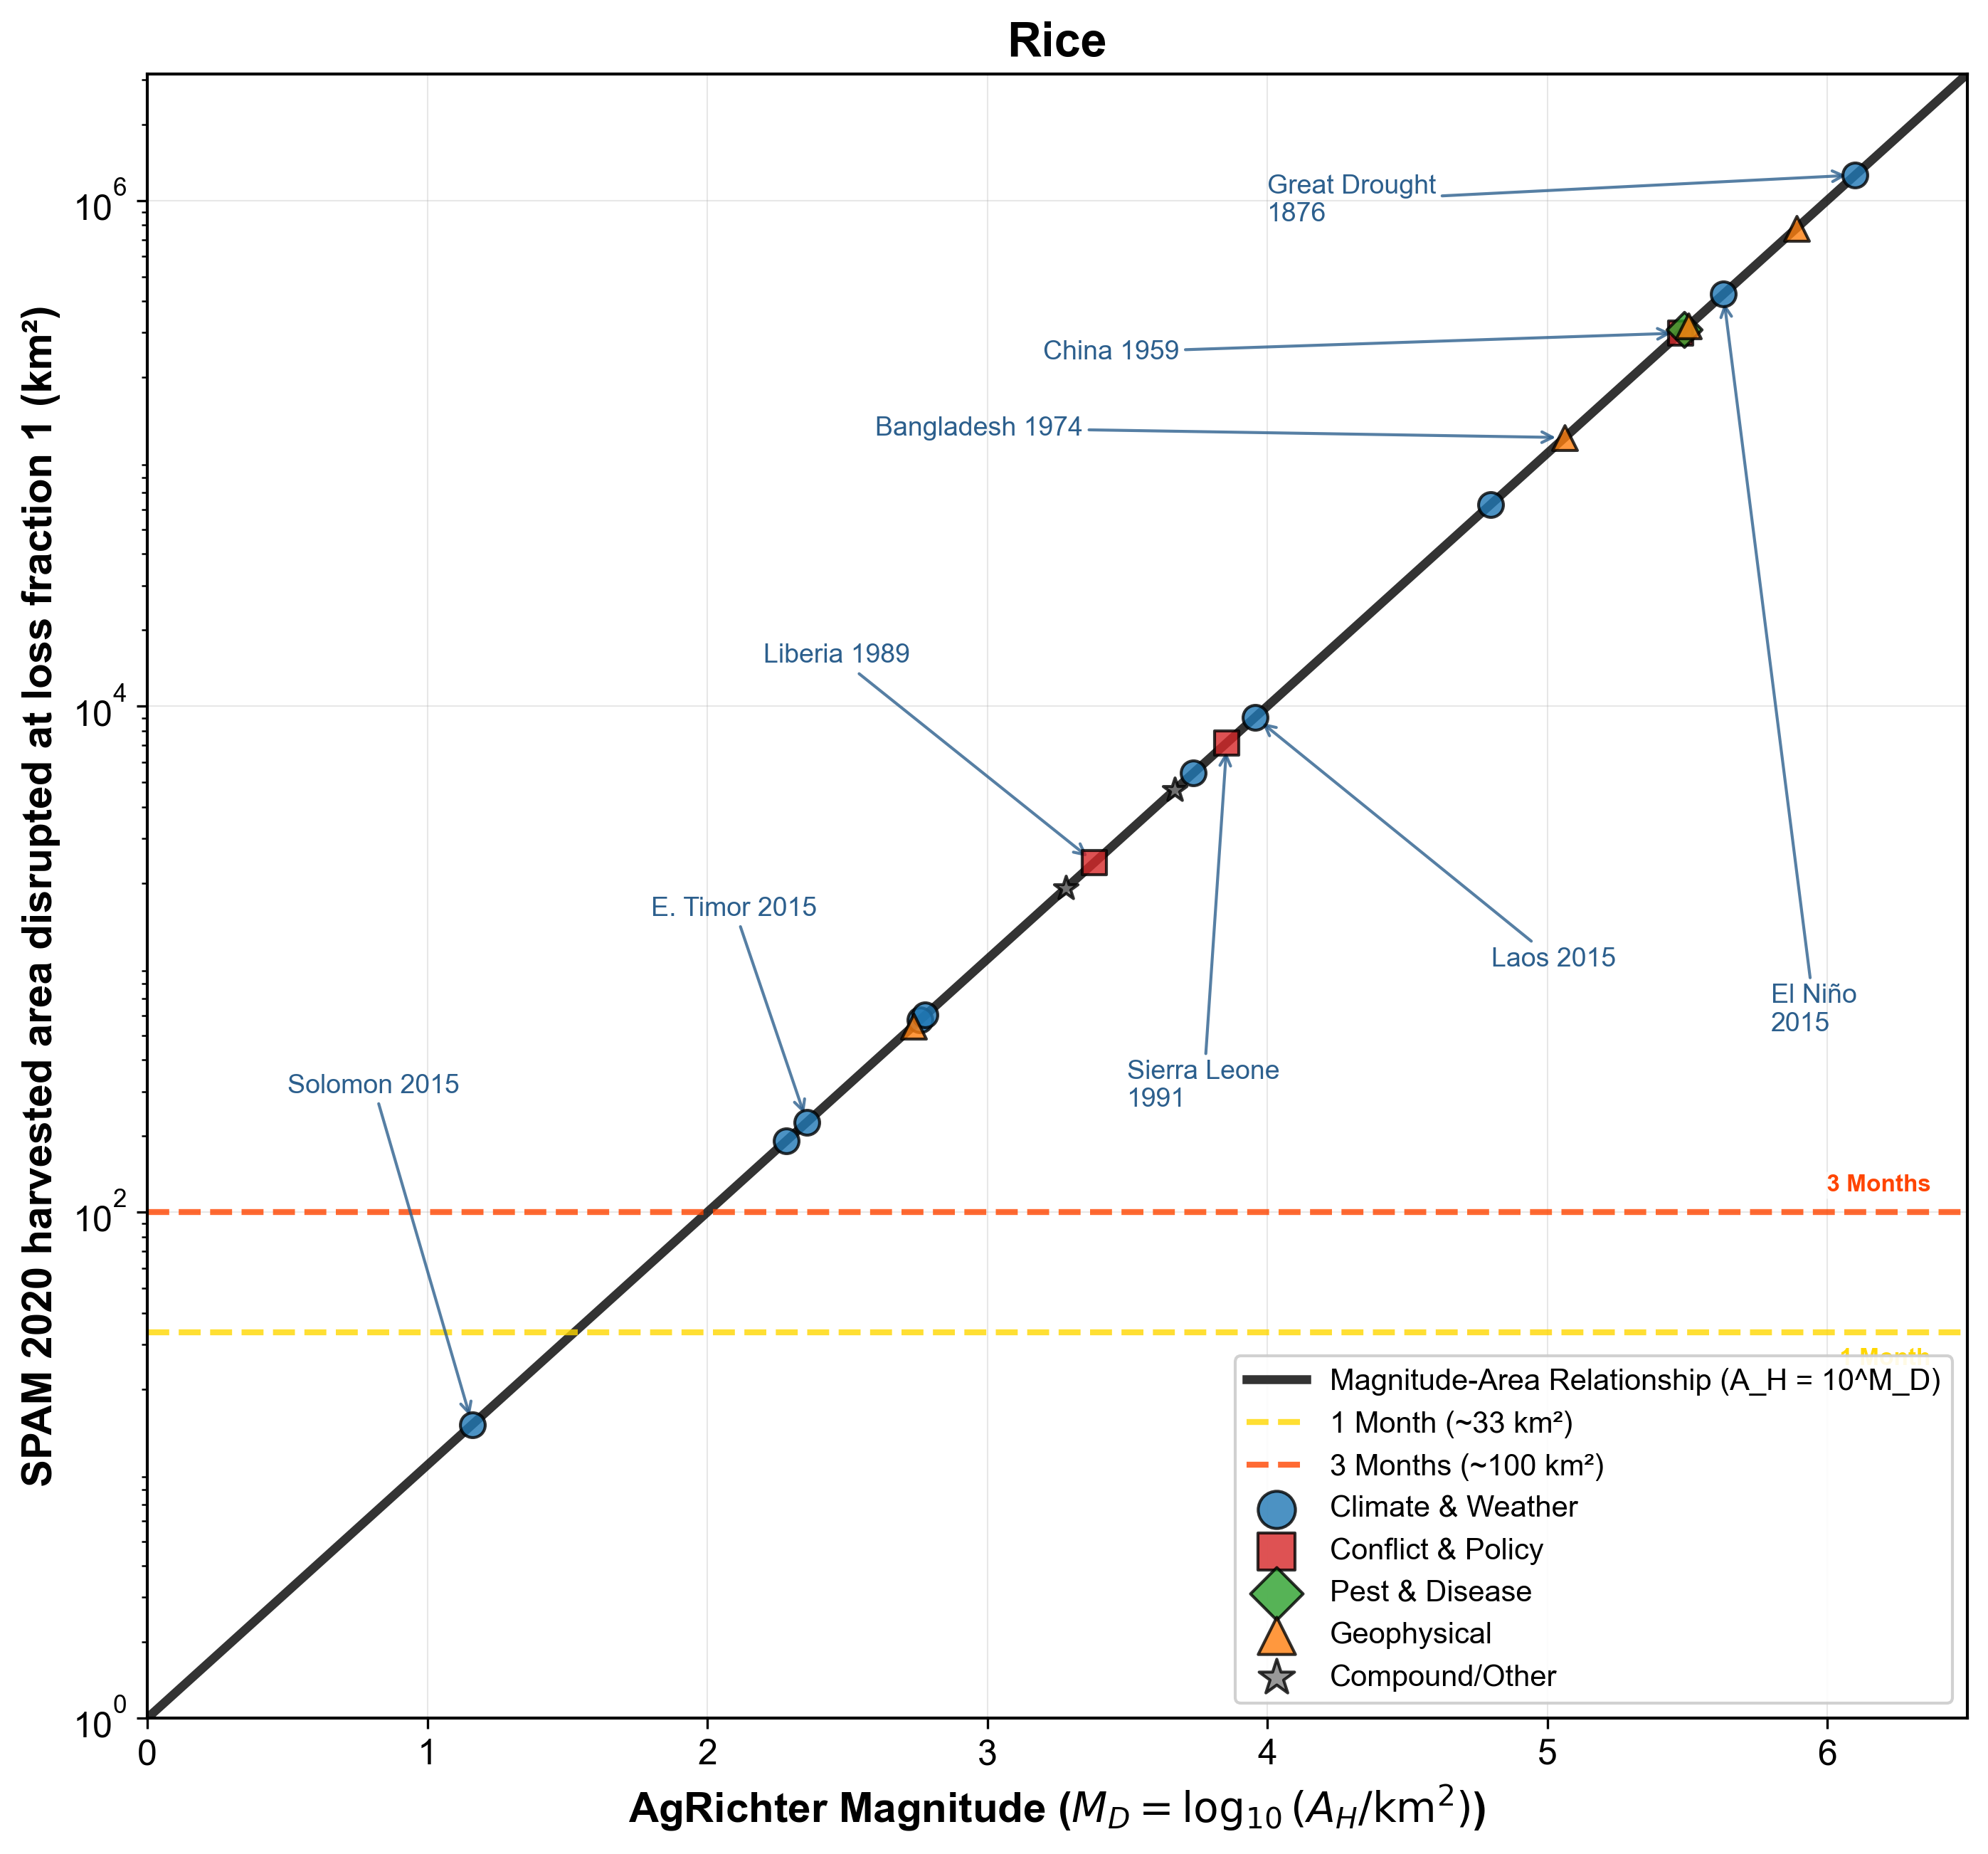 Rice
SPAM 2020 harvested area disrupted at loss fraction 1 (km²)
10^6
10^4
10^2
10^0
Great Drought
1876
China 1959
Bangladesh 1974
Liberia 1989
E. Timor 2015
Laos 2015
El Niño
2015
Solomon 2015
Sierra Leone
1991
3 Months
1 Month
Magnitude-Area Relationship (A_H = 10^M_D)
1 Month (~33 km²)
3 Months (~100 km²)
Climate & Weather
Conflict & Policy
Pest & Disease
Geophysical
Compound/Other
0 1 2 3 4 5 6
AgRichter Magnitude (M_D = log₁₀ (A_H/km²))